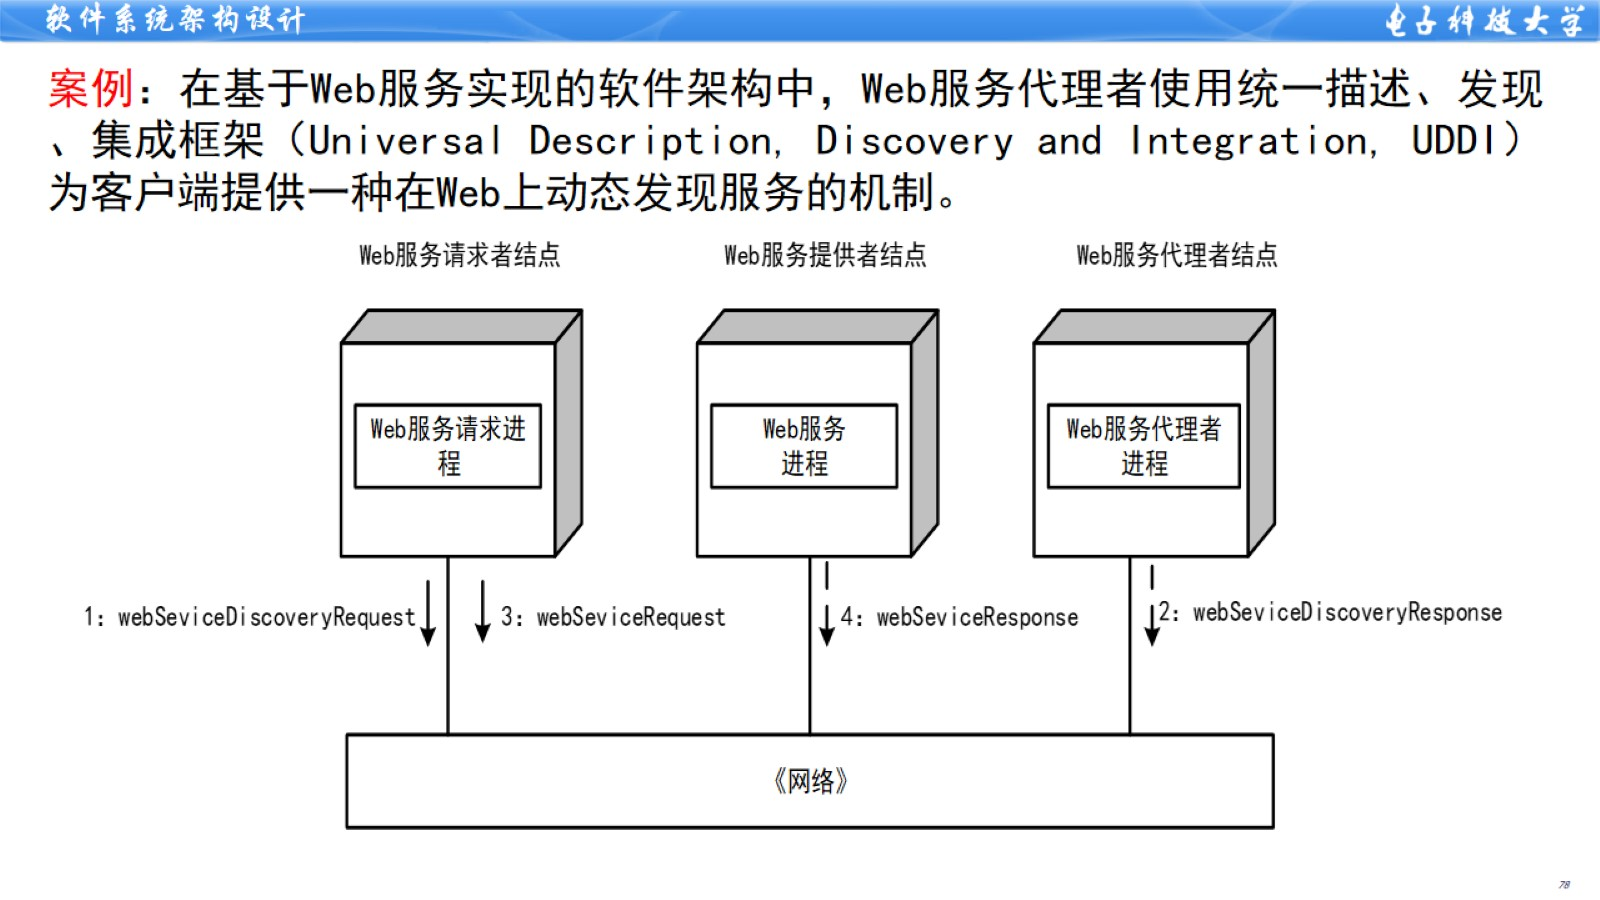 软件系统架构设计
电子科技大学
案例：在基于Web服务实现的软件架构中，Web服务代理者使用统一描述、发现
、集成框架（Universal Description, Discovery and Integration, UDDI）
为客户端提供一种在Web上动态发现服务的机制。
Web服务请求者结点
Web服务提供者结点
Web服务代理者结点
Web服务请求进
程
Web服务
进程
Web服务代理者
进程
1: webSeviceDiscoveryRequest
3: webSeviceRequest
4: webSeviceResponse
2: webSeviceDiscoveryResponse
《网络》
78